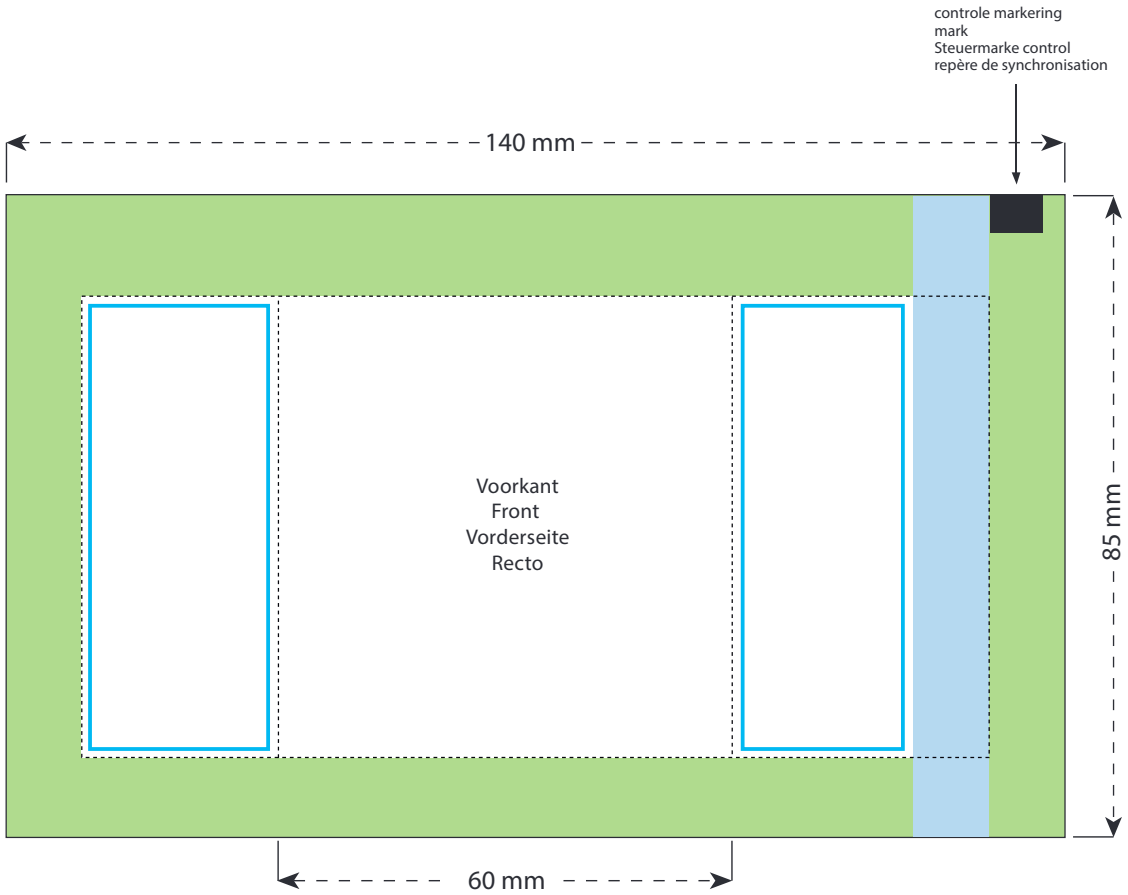 controle markering
mark
Steuermarke control
repère de synchronisation
140 mm
Voorkant
Front
Vorderseite
Recto
85 mm
60 mm